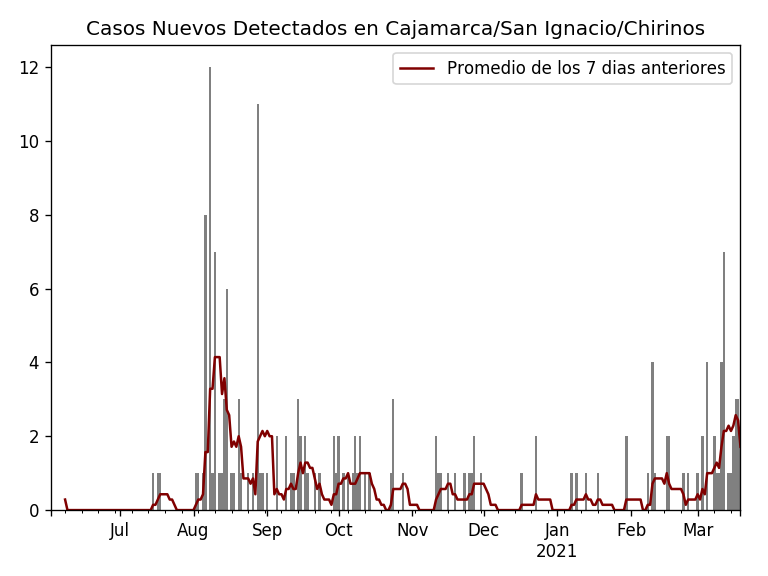 Casos Nuevos Detectados en Cajamarca/San Ignacio/Chirinos
Promedio de los 7 dias anteriores
12
10
8
6
4
2
0
Jul Aug Sep Oct Nov Dec Jan Feb Mar
2021